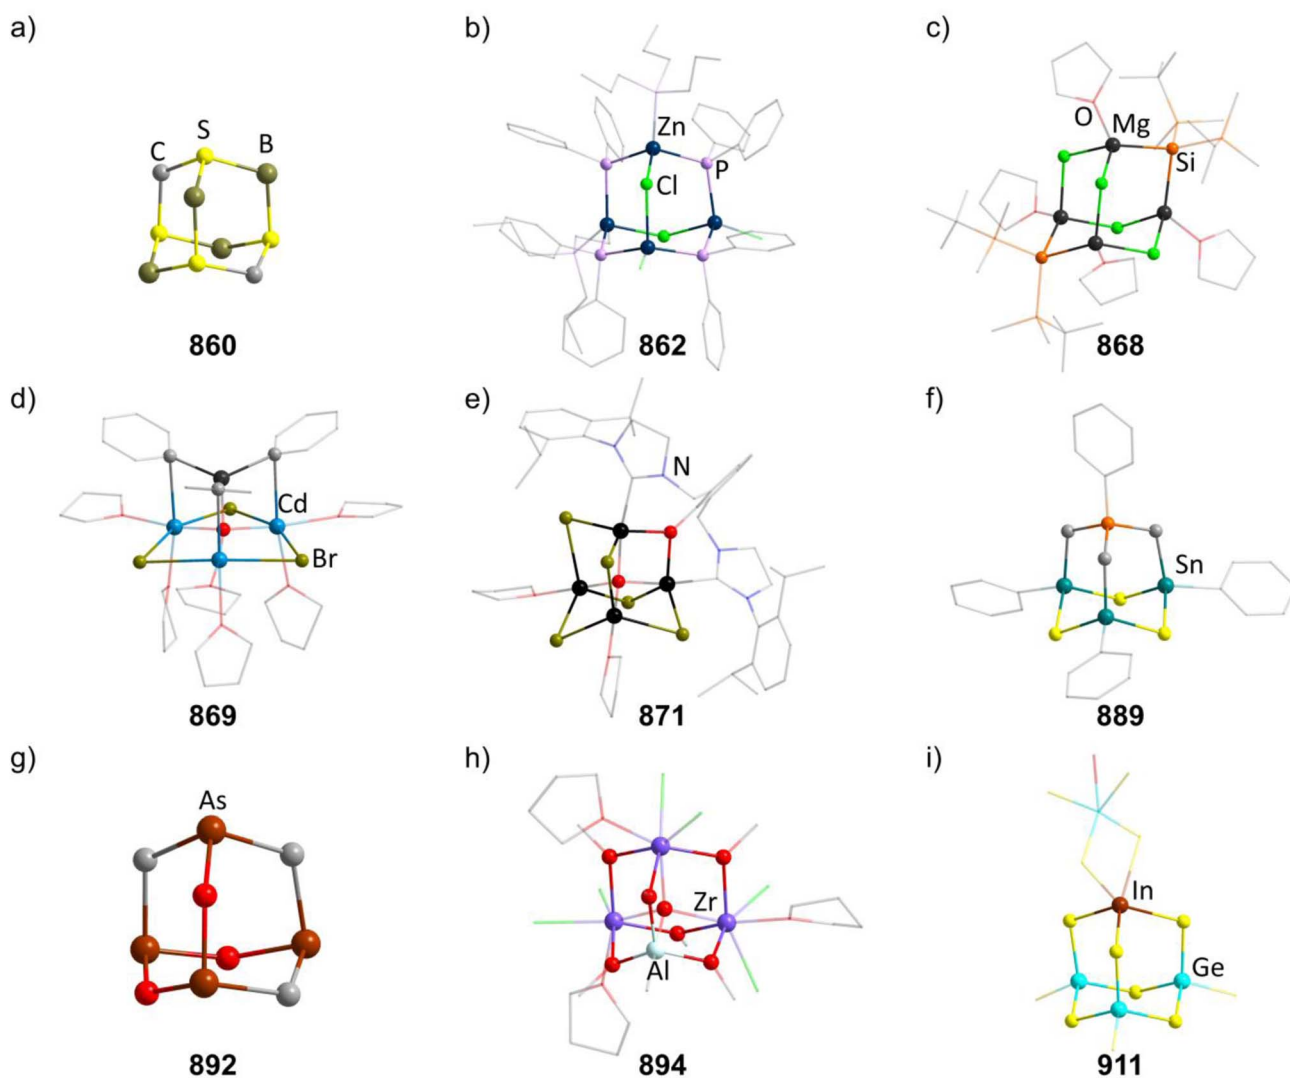 a)
b)
c)
C
S
B
Zn
P
Cl
O
Mg
Si
860
862
868
d)
e)
f)
Cd
Br
N
Sn
869
871
889
g)
h)
i)
As
Zr
Al
In
Ge
892
894
911